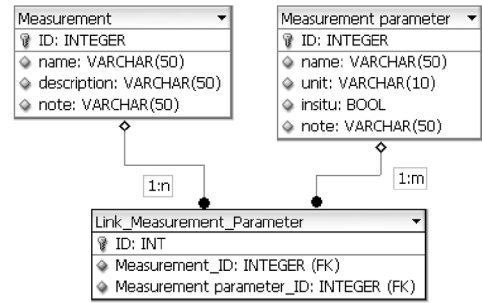 Measurement
ID: INTEGER
name: VARCHAR(50)
description: VARCHAR(50)
note: VARCHAR(50)
Measurement parameter
ID: INTEGER
name: VARCHAR(50)
unit: VARCHAR(10)
insitu: BOOL
note: VARCHAR(50)
1:n
1:m
Link_Measurement_Parameter
ID: INT
Measurement_ID: INTEGER (FK)
Measurement parameter_ID: INTEGER (FK)